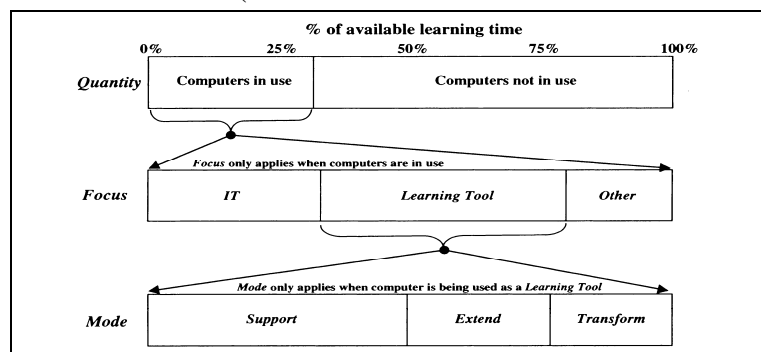 % of available learning time
0% 25% 50% 75% 100%
Quantity Computers in use Computers not in use
Focus only applies when computers are in use
Focus IT Learning Tool Other
Mode only applies when computer is being used as a Learning Tool
Mode Support Extend Transform